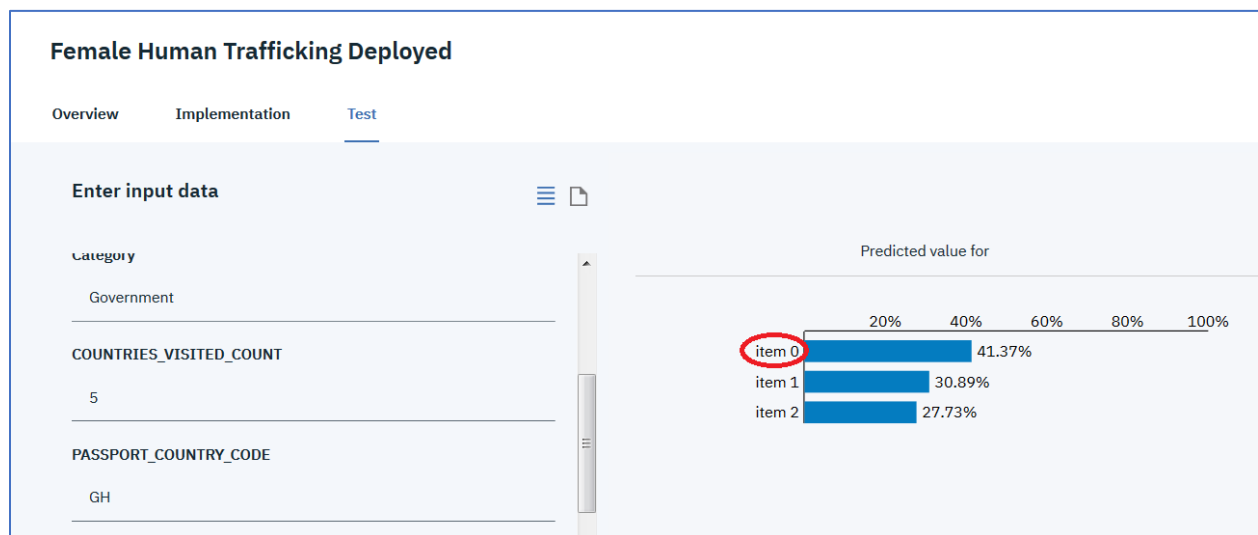 Female Human Trafficking Deployed
Overview Implementation Test
Enter input data
Category
Government
COUNTRIES_VISITED_COUNT
5
PASSPORT_COUNTRY_CODE
GH
Predicted value for
20% 40% 60% 80% 100%
item 0 41.37%
item 1 30.89%
item 2 27.73%